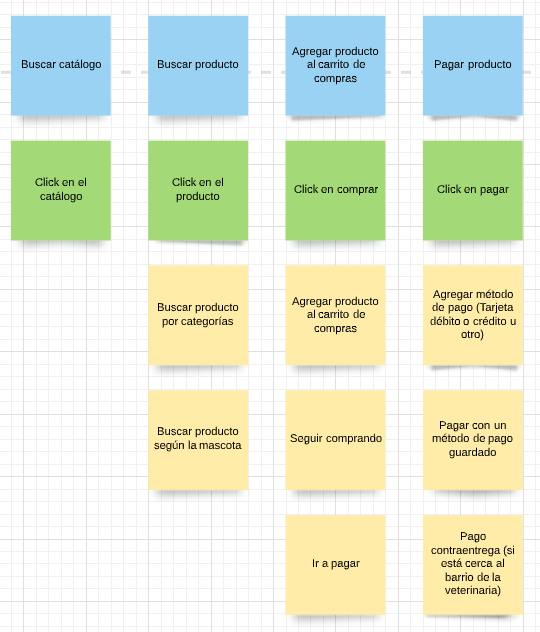 Buscar catálogo
Buscar producto
Agregar producto
al carrito de
compras
Pagar producto
Click en el
catálogo
Click en el
producto
Click en comprar
Click en pagar
Buscar producto
por categorías
Agregar producto
al carrito de
compras
Agregar método
de pago (Tarjeta
débito o crédito u
otro)
Buscar producto
según la mascota
Seguir comprando
Pagar con un
método de pago
guardado
Ir a pagar
Pago
contraentrega (si
está cerca al
barrio de la
veterinaria)